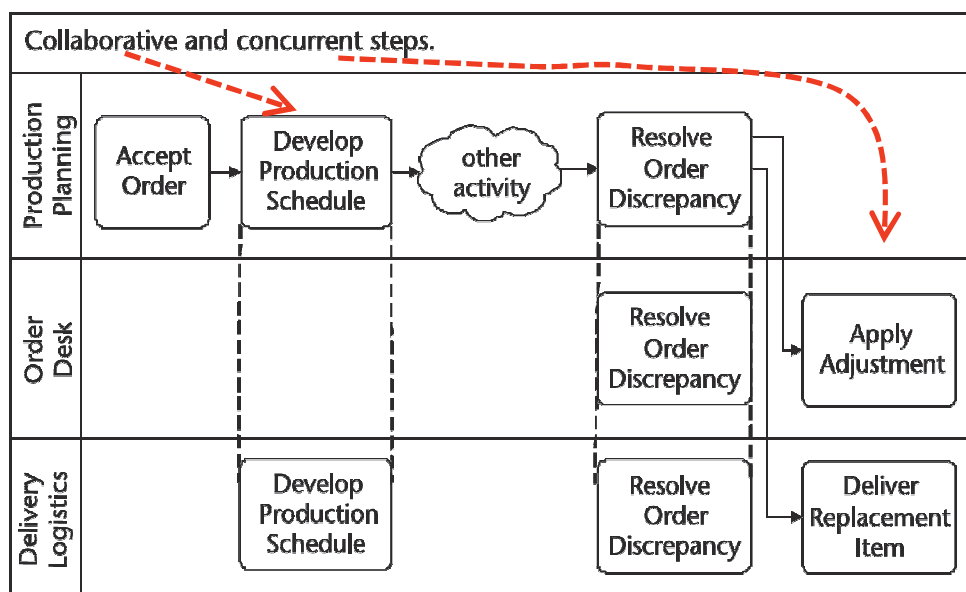 Collaborative and concurrent steps.
Production
Planning
Accept
Order
Develop
Production
Schedule
other
activity
Resolve
Order
Discrepancy
Order
Desk
Resolve
Order
Discrepancy
Apply
Adjustment
Delivery
Logistics
Develop
Production
Schedule
Resolve
Order
Discrepancy
Deliver
Replacement
Item